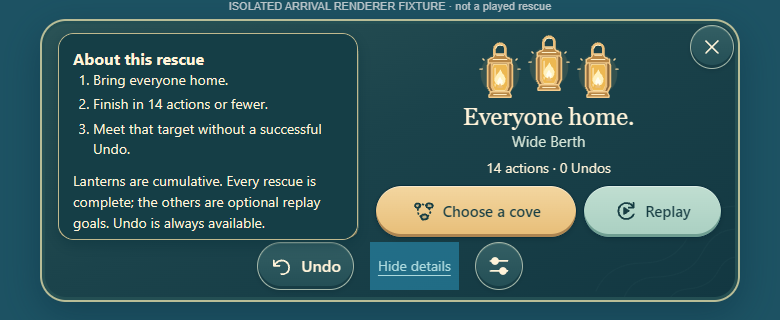 ISOLATED ARRIVAL RENDERER FIXTURE · not a played rescue
About this rescue
1. Bring everyone home.
2. Finish in 14 actions or fewer.
3. Meet that target without a successful
Undo.
Lanterns are cumulative. Every rescue is
complete; the others are optional replay
goals. Undo is always available.
Everyone home.
Wide Berth
14 actions · 0 Undos
Choose a cove
Replay
Undo
Hide details